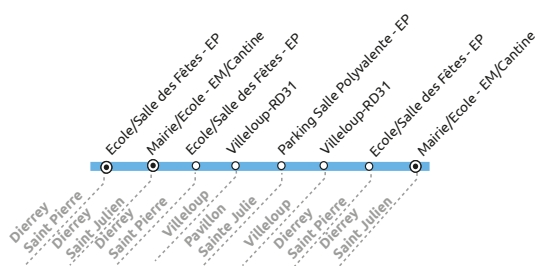 Ecole/Salle des Fêtes - EP
Mairie/Ecole - EM/Cantine
Ecole/Salle des Fêtes - EP
Villeloup-RD31
Parking Salle Polyvalente - EP
Villeloup-RD31
Ecole/Salle des Fêtes - EP
Mairie/Ecole - EM/Cantine
Dierrey
Saint Pierre
Dierrey
Saint Julien
Dierrey
Saint Pierre
Villeloup
Pavillon
Sainte Julie
Villeloup
Dierrey
Saint Pierre
Dierrey
Saint Julien